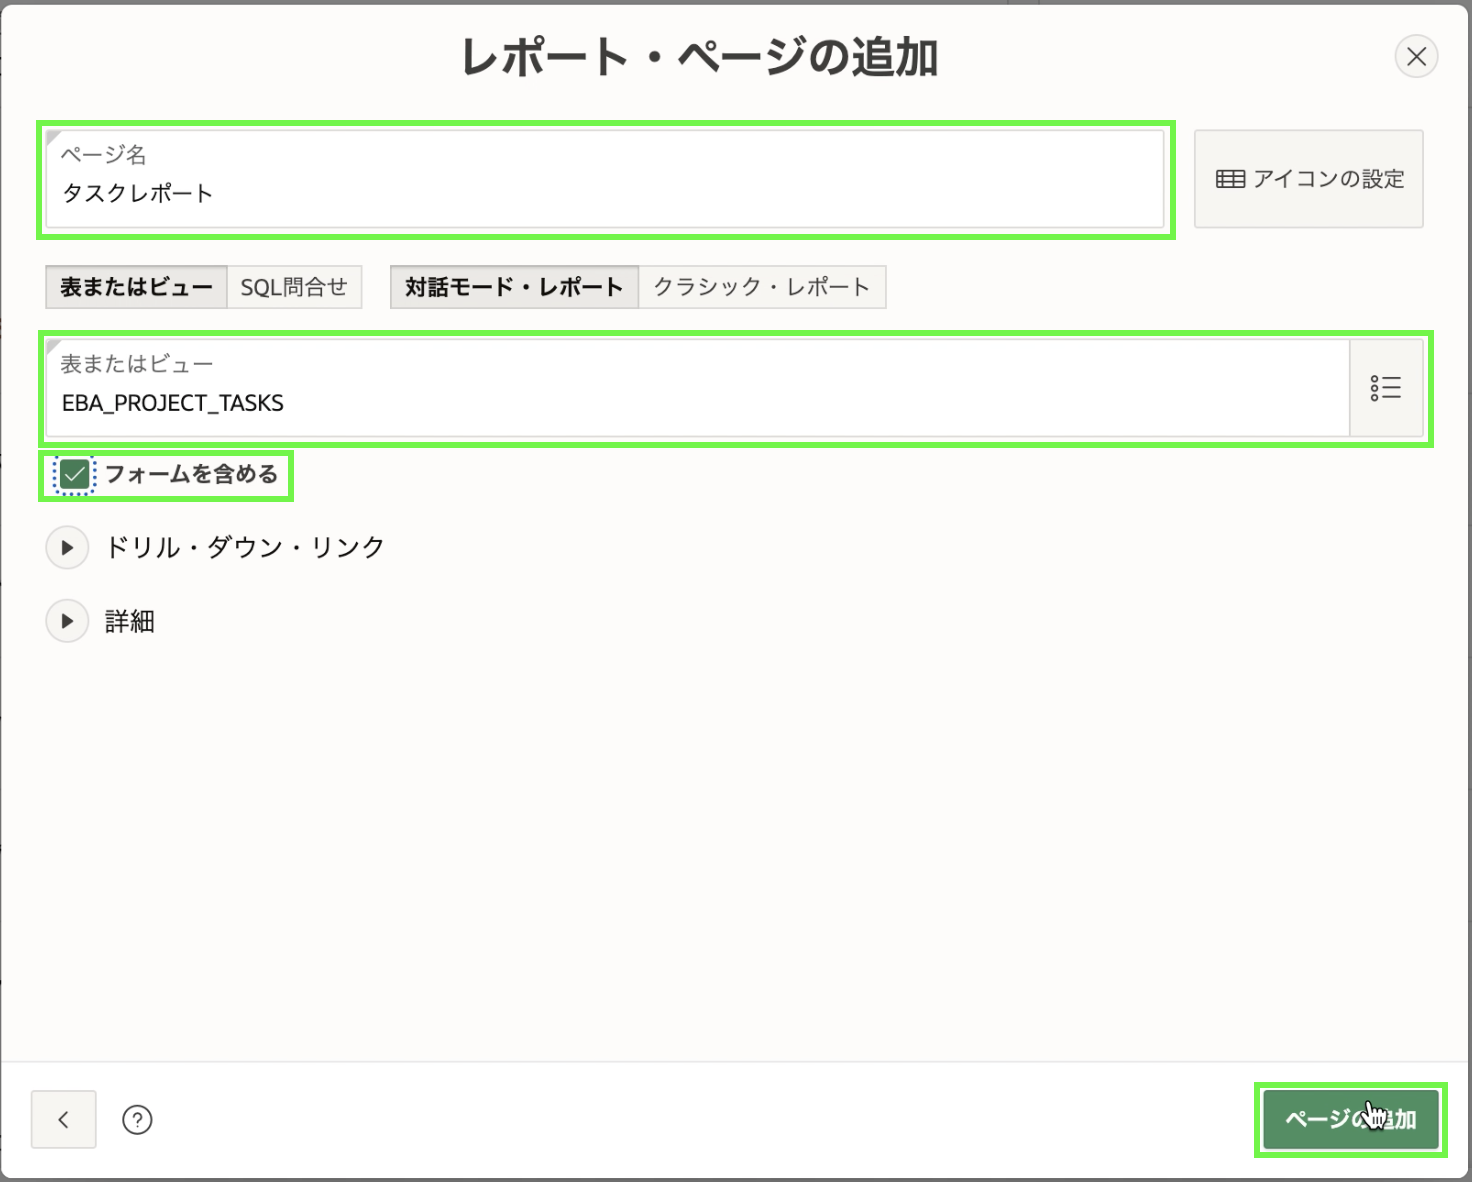 レポート・ページの追加
ページ名
タスクレポート
アイコンの設定
表またはビュー SQL問合せ 対話モード・レポート クラシック・レポート
表またはビュー
EBA_PROJECT_TASKS
フォームを含める
ドリル・ダウン・リンク
詳細
ページの追加